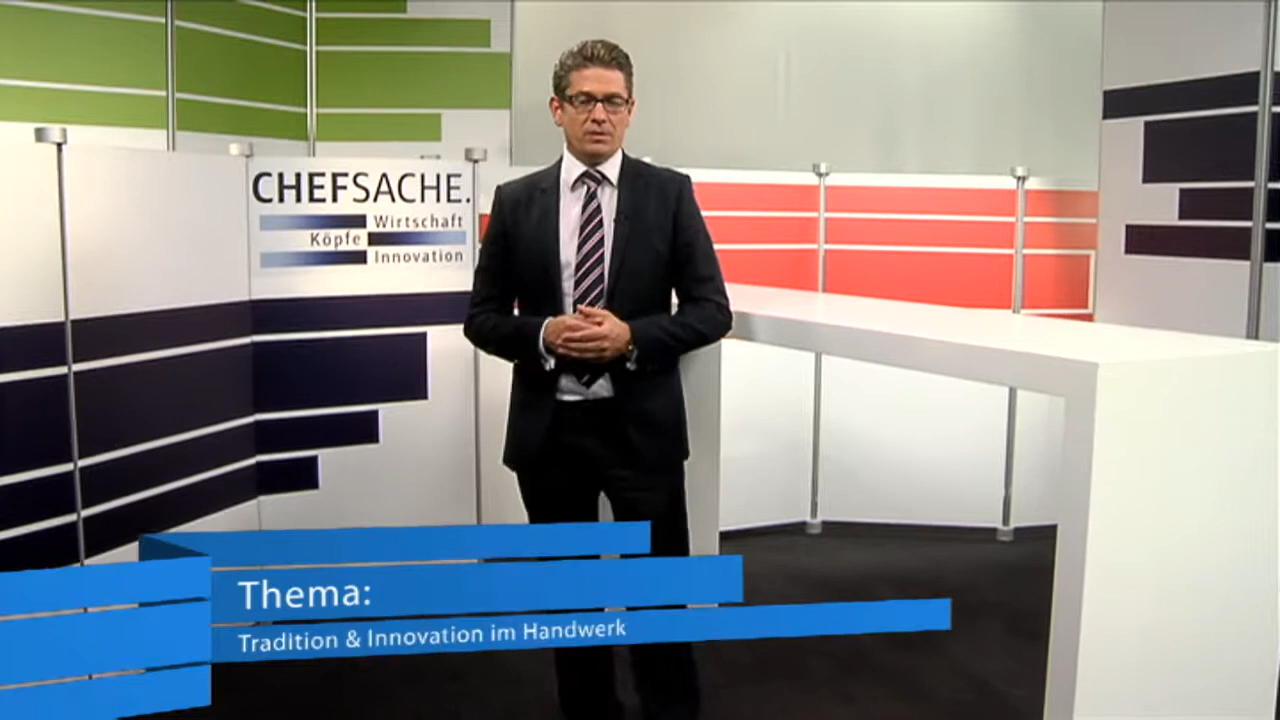 CHEFSACHE.
Wirtschaft
Köpfe
Innovation
Thema:
Tradition & Innovation im Handwerk